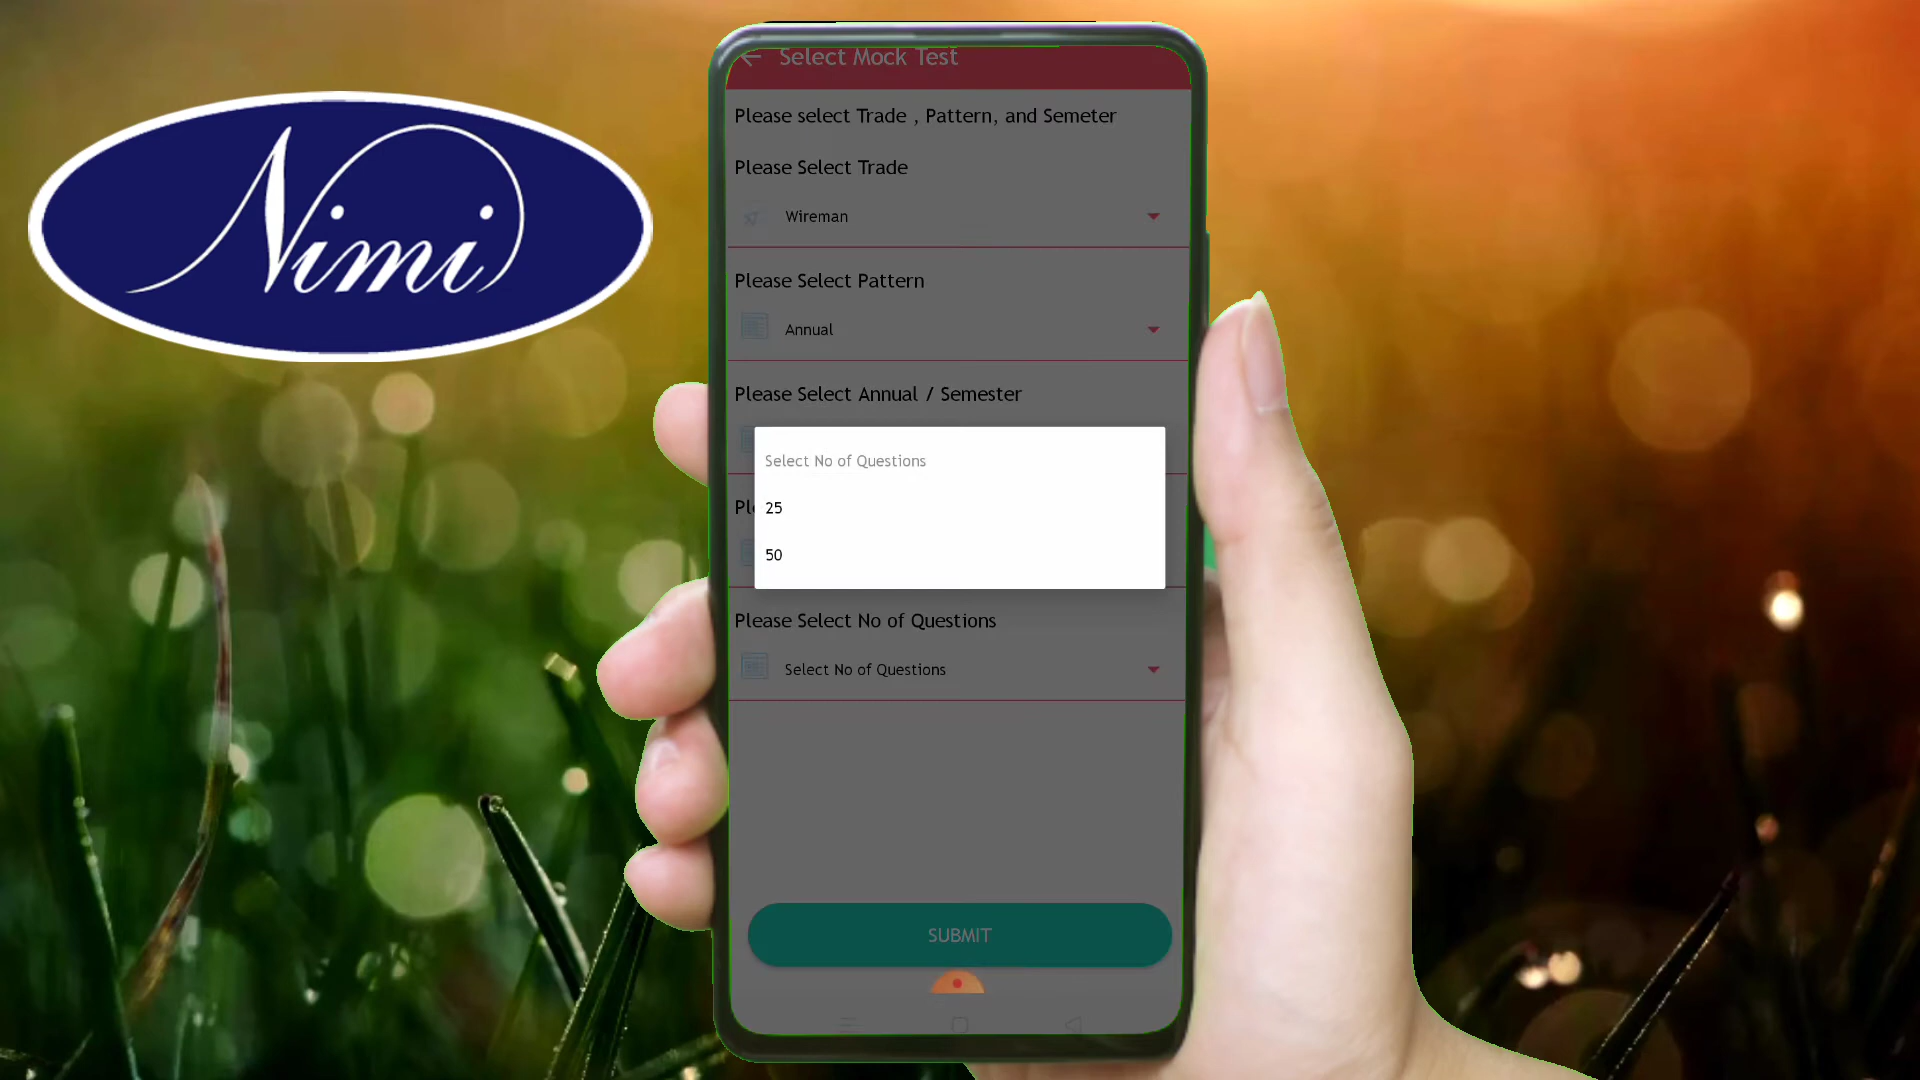 Nimi
Select Mock Test
Please select Trade , Pattern, and Semeter
Please Select Trade
Wireman
Please Select Pattern
Annual
Please Select Annual / Semester
Select No of Questions
25
50
Please Select No of Questions
Select No of Questions
SUBMIT